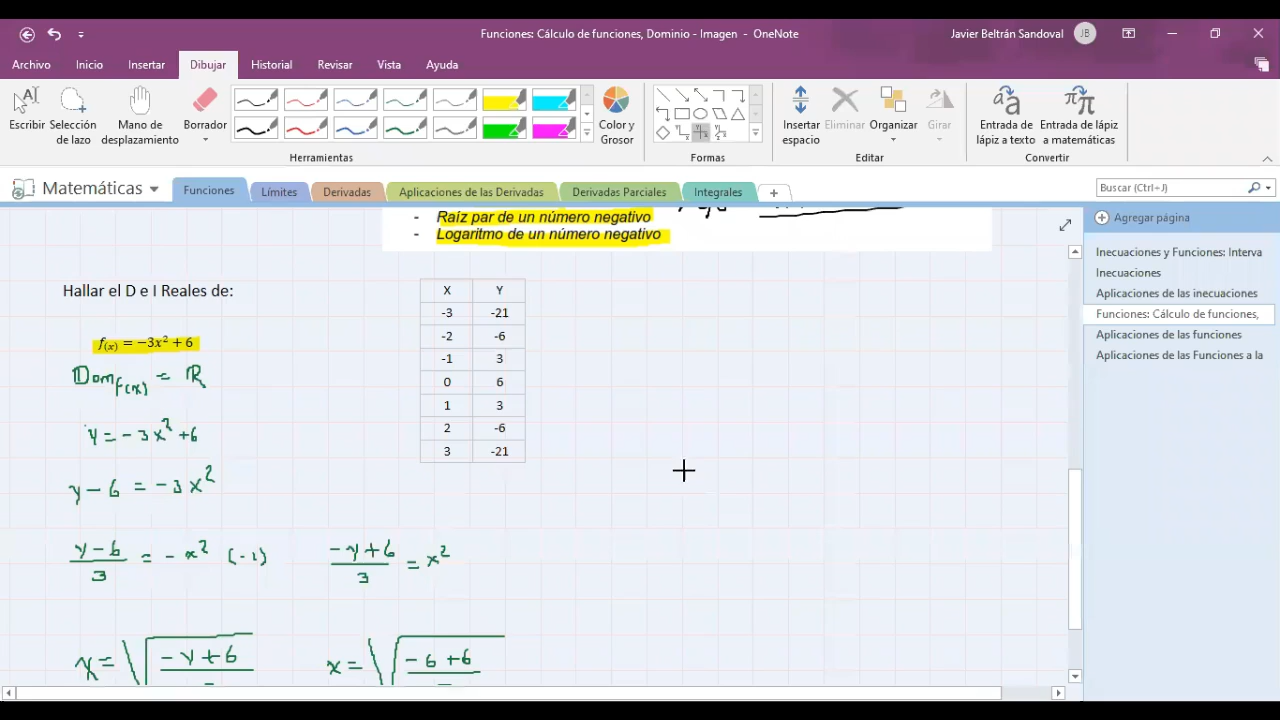 Funciones: Cálculo de funciones, Dominio - Imagen - OneNote
Javier Beltrán Sandoval JB
Archivo Inicio Insertar Dibujar Historial Revisar Vista Ayuda
Escribir Selección de lazo Mano de desplazamiento Borrador Color y Grosor Insertar espacio Eliminar Organizar Girar Entrada de lápiz a texto Entrada de lápiz a matemáticas
Herramientas Formas Editar Convertir
Matemáticas Funciones Límites Derivadas Aplicaciones de las Derivadas Derivadas Parciales Integrales
Buscar (Ctrl+J)
- Raíz par de un número negativo
- Logaritmo de un número negativo
Agregar página
Inecuaciones y Funciones: Interva
Inecuaciones
Aplicaciones de las inecuaciones
Funciones: Cálculo de funciones,
Aplicaciones de las funciones
Aplicaciones de las Funciones a la
Hallar el D e I Reales de:
f(x) = −3x² + 6
Dom f(x) = ℝ
y = -3x² +6
y - 6 = -3x²
y-6/3 = -x² (-1)
-y+6/3 = x²
x = √-y+6
x = √-6+6
X Y
-3 -21
-2 -6
-1 3
0 6
1 3
2 -6
3 -21